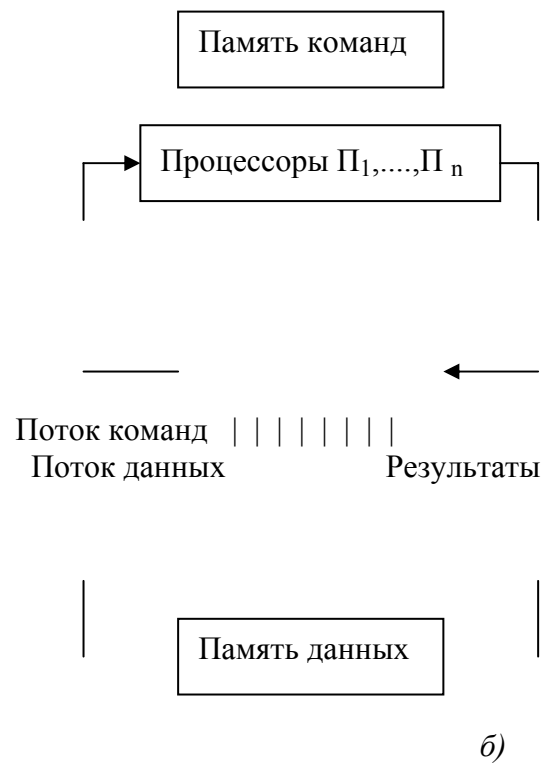 Память команд
Процессоры П₁,....,П ₙ
Поток команд | | | | | | | |
Поток данных Результаты
Память данных
б)